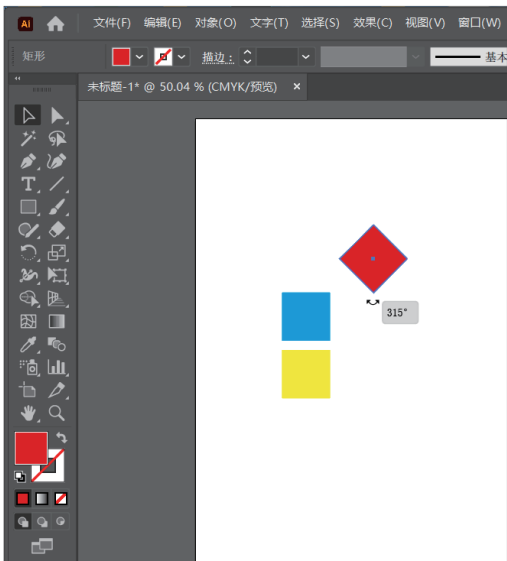 Ai 文件(F) 编辑(E) 对象(O) 文字(T) 选择(S) 效果(C) 视图(V) 窗口(W)
矩形 描边: 基本
未标题-1* @ 50.04 % (CMYK/预览) ×
315°